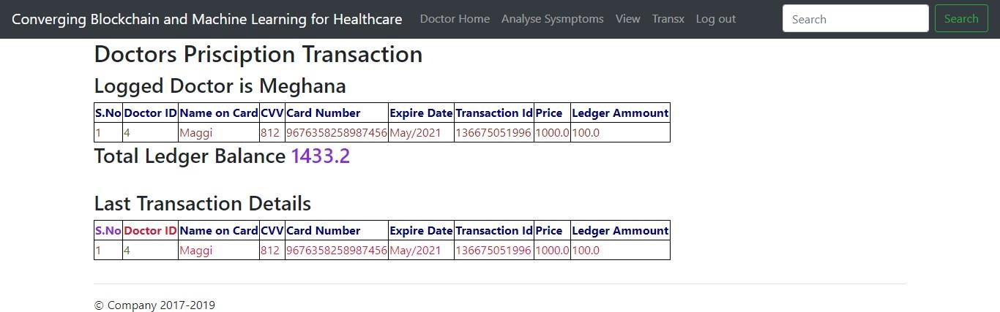 Converging Blockchain and Machine Learning for Healthcare Doctor Home Analyse Sysmptoms View Transx Log out Search Search
Doctors Prisciption Transaction
Logged Doctor is Meghana
S.No Doctor ID Name on Card CVV Card Number Expire Date Transaction Id Price Ledger Ammount
1 4 Maggi 812 9676358258987456 May/2021 136675051996 1000.0 100.0
Total Ledger Balance 1433.2
Last Transaction Details
S.No Doctor ID Name on Card CVV Card Number Expire Date Transaction Id Price Ledger Ammount
1 4 Maggi 812 9676358258987456 May/2021 136675051996 1000.0 100.0
© Company 2017-2019